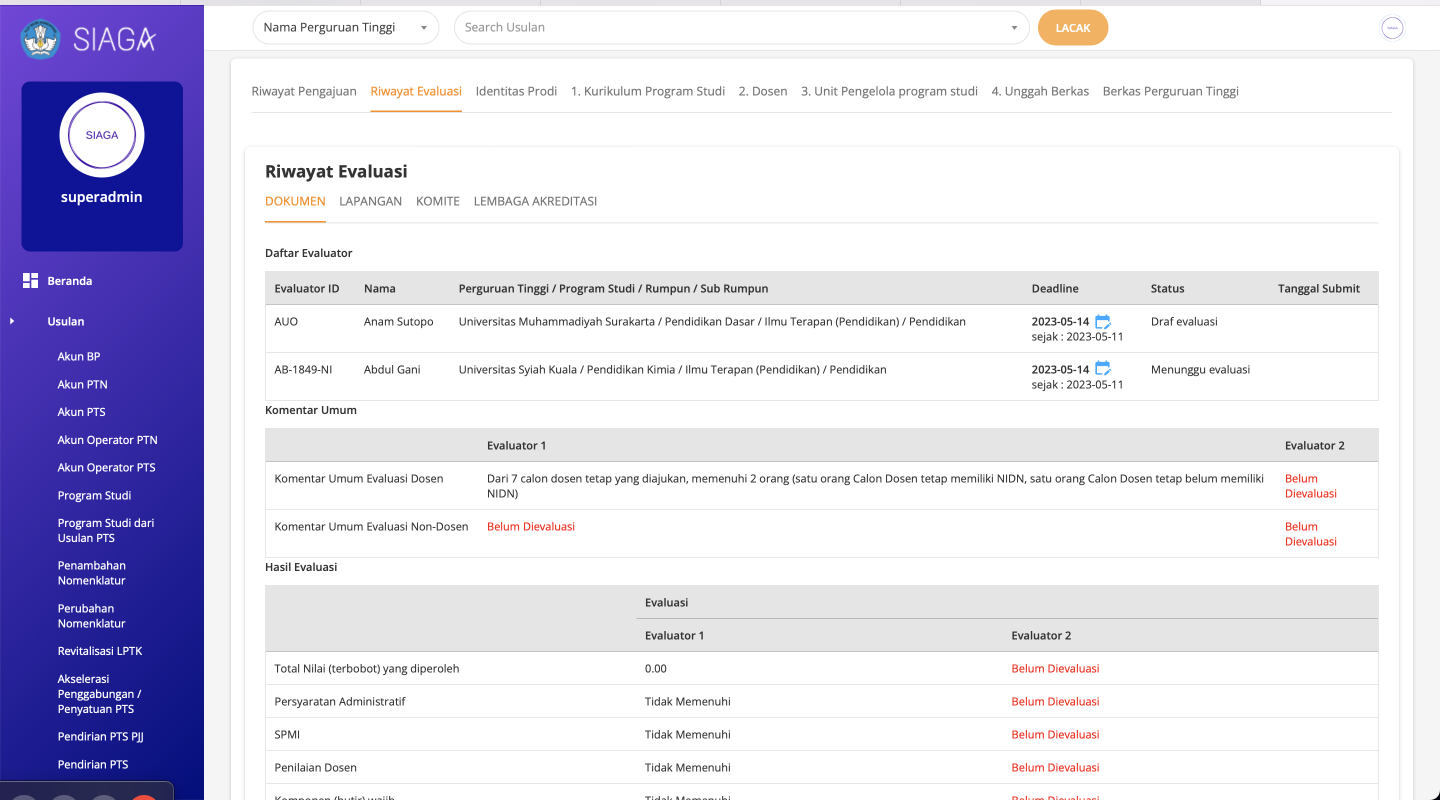 SIAGA
Nama Perguruan Tinggi
Search Usulan
LACAK
SIAGA
superadmin
Beranda
Usulan
Akun BP
Akun PTN
Akun PTS
Akun Operator PTN
Akun Operator PTS
Program Studi
Program Studi dari
Usulan PTS
Penambahan
Nomenklatur
Perubahan
Nomenklatur
Revitalisasi LPTK
Akselerasi
Penggabungan /
Penyatuan PTS
Pendirian PTS PJJ
Pendirian PTS
Riwayat Pengajuan Riwayat Evaluasi Identitas Prodi 1. Kurikulum Program Studi 2. Dosen 3. Unit Pengelola program studi 4. Unggah Berkas Berkas Perguruan Tinggi
Riwayat Evaluasi
DOKUMEN LAPANGAN KOMITE LEMBAGA AKREDITASI
Daftar Evaluator
Evaluator ID Nama Perguruan Tinggi / Program Studi / Rumpun / Sub Rumpun Deadline Status Tanggal Submit
AUO Anam Sutopo Universitas Muhammadiyah Surakarta / Pendidikan Dasar / Ilmu Terapan (Pendidikan) / Pendidikan 2023-05-14 Draf evaluasi
sejak : 2023-05-11
AB-1849-NI Abdul Gani Universitas Syiah Kuala / Pendidikan Kimia / Ilmu Terapan (Pendidikan) / Pendidikan 2023-05-14 Menunggu evaluasi
sejak : 2023-05-11
Komentar Umum
Evaluator 1 Evaluator 2
Komentar Umum Evaluasi Dosen Dari 7 calon dosen tetap yang diajukan, memenuhi 2 orang (satu orang Calon Dosen tetap memiliki NIDN, satu orang Calon Dosen tetap belum memiliki Belum
NIDN) Dievaluasi
Komentar Umum Evaluasi Non-Dosen Belum Dievaluasi Belum
Dievaluasi
Hasil Evaluasi
Evaluasi
Evaluator 1 Evaluator 2
Total Nilai (terbobot) yang diperoleh 0.00 Belum Dievaluasi
Persyaratan Administratif Tidak Memenuhi Belum Dievaluasi
SPMI Tidak Memenuhi Belum Dievaluasi
Penilaian Dosen Tidak Memenuhi Belum Dievaluasi
Komponen (butir) wajib Tidak Memenuhi Belum Dievaluasi